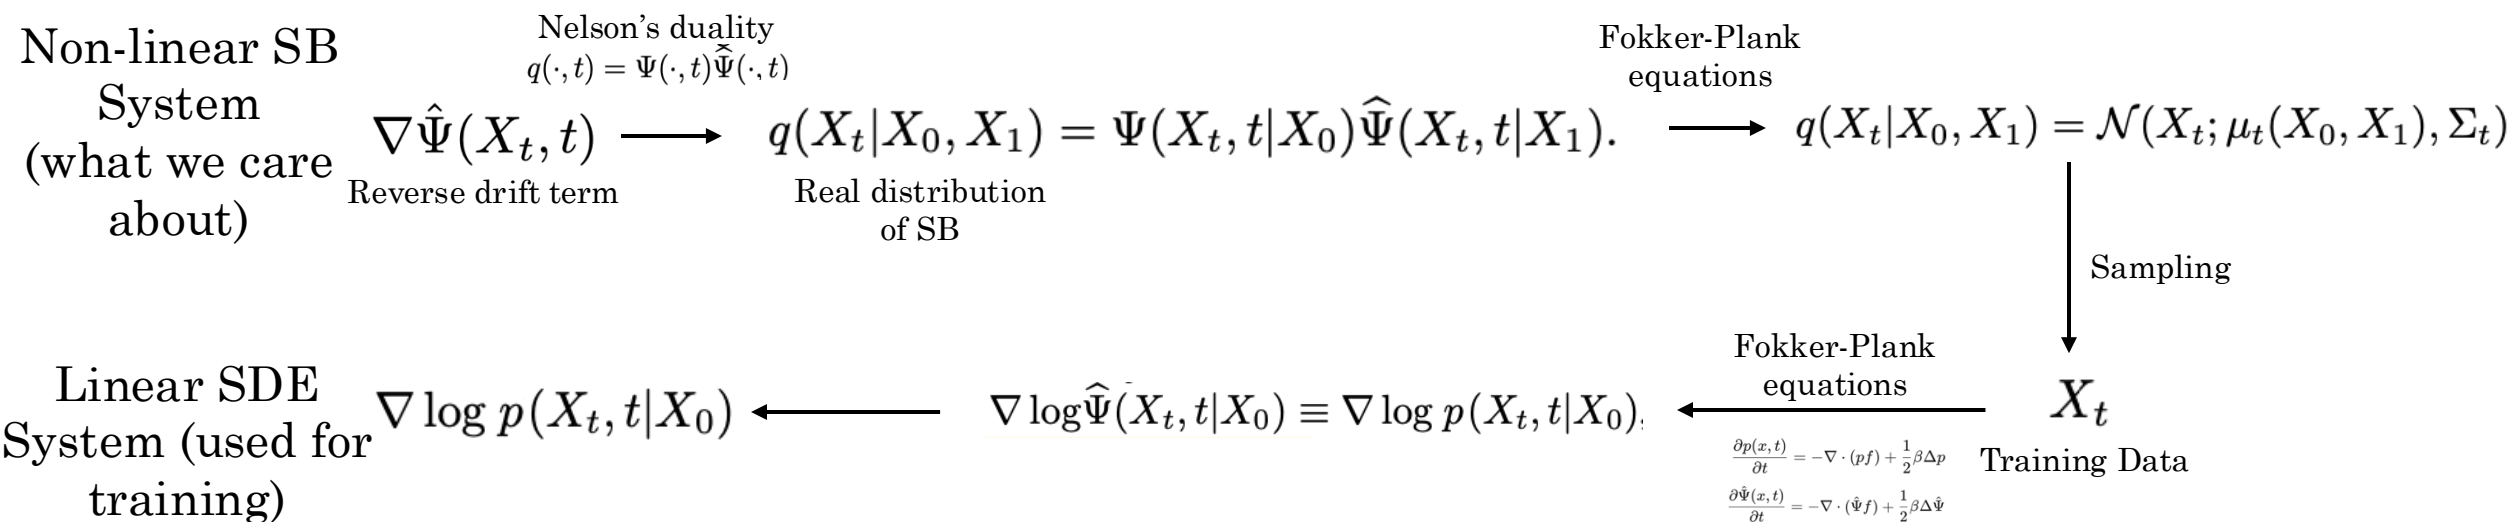 Non-linear SB
System
(what we care
about)
Nelson's duality
q(·, t) = Ψ(·, t)Ψ̂(·, t)
∇Ψ̂(X_t, t)
Reverse drift term
q(X_t|X_0, X_1) = Ψ(X_t, t|X_0)Ψ̂(X_t, t|X_1).
Real distribution
of SB
Fokker-Plank
equations
q(X_t|X_0, X_1) = 𝒩(X_t; μ_t(X_0, X_1), Σ_t)
Sampling
Linear SDE
System (used for
training)
∇ log p(X_t, t|X_0)
∇ logΨ̂(X_t, t|X_0) ≡ ∇ log p(X_t, t|X_0),
Fokker-Plank
equations
∂p(x, t)/∂t = −∇ · (pf) + 1/2 βΔp
∂Ψ̂(x, t)/∂t = −∇ · (Ψ̂f) + 1/2 βΔΨ̂
X_t
Training Data